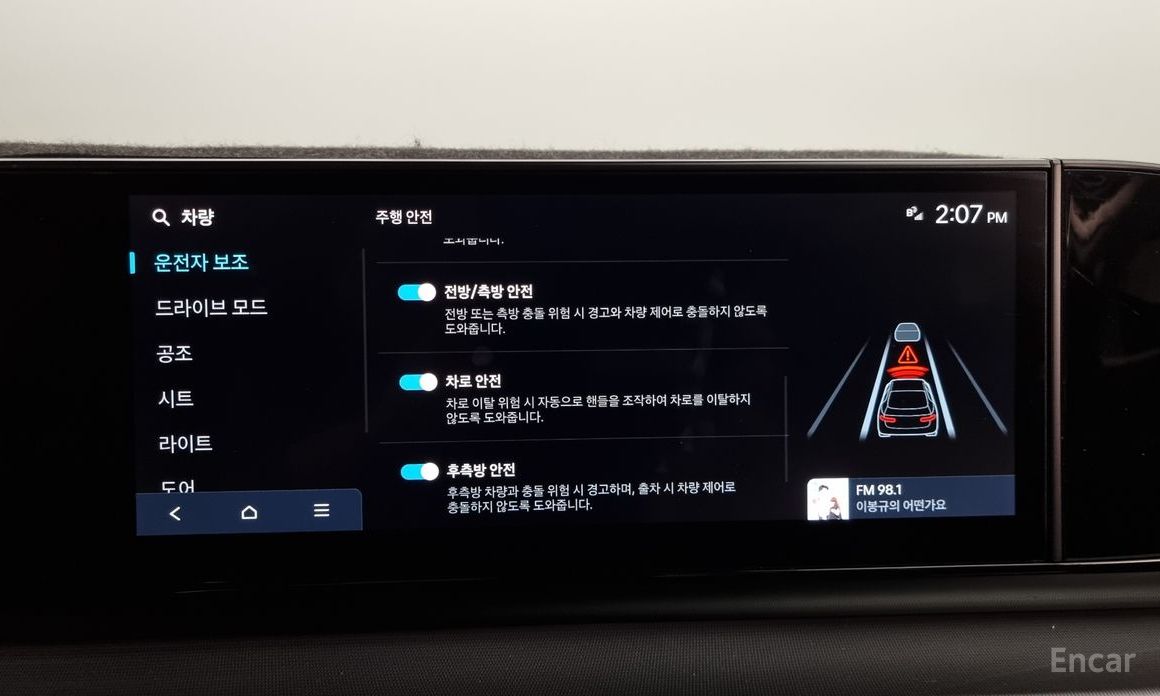 차량
주행 안전
2:07 PM
운전자 보조
드라이브 모드
공조
시트
라이트
도어
전방/측방 안전
전방 또는 측방 충돌 위험 시 경고와 차량 제어로 충돌하지 않도록
도와줍니다.
차로 안전
차로 이탈 위험 시 자동으로 핸들을 조작하여 차로를 이탈하지
않도록 도와줍니다.
후측방 안전
후측방 차량과 충돌 위험 시 경고하며, 출차 시 차량 제어로
충돌하지 않도록 도와줍니다.
FM 98.1
이봉규의 어떤가요
Encar